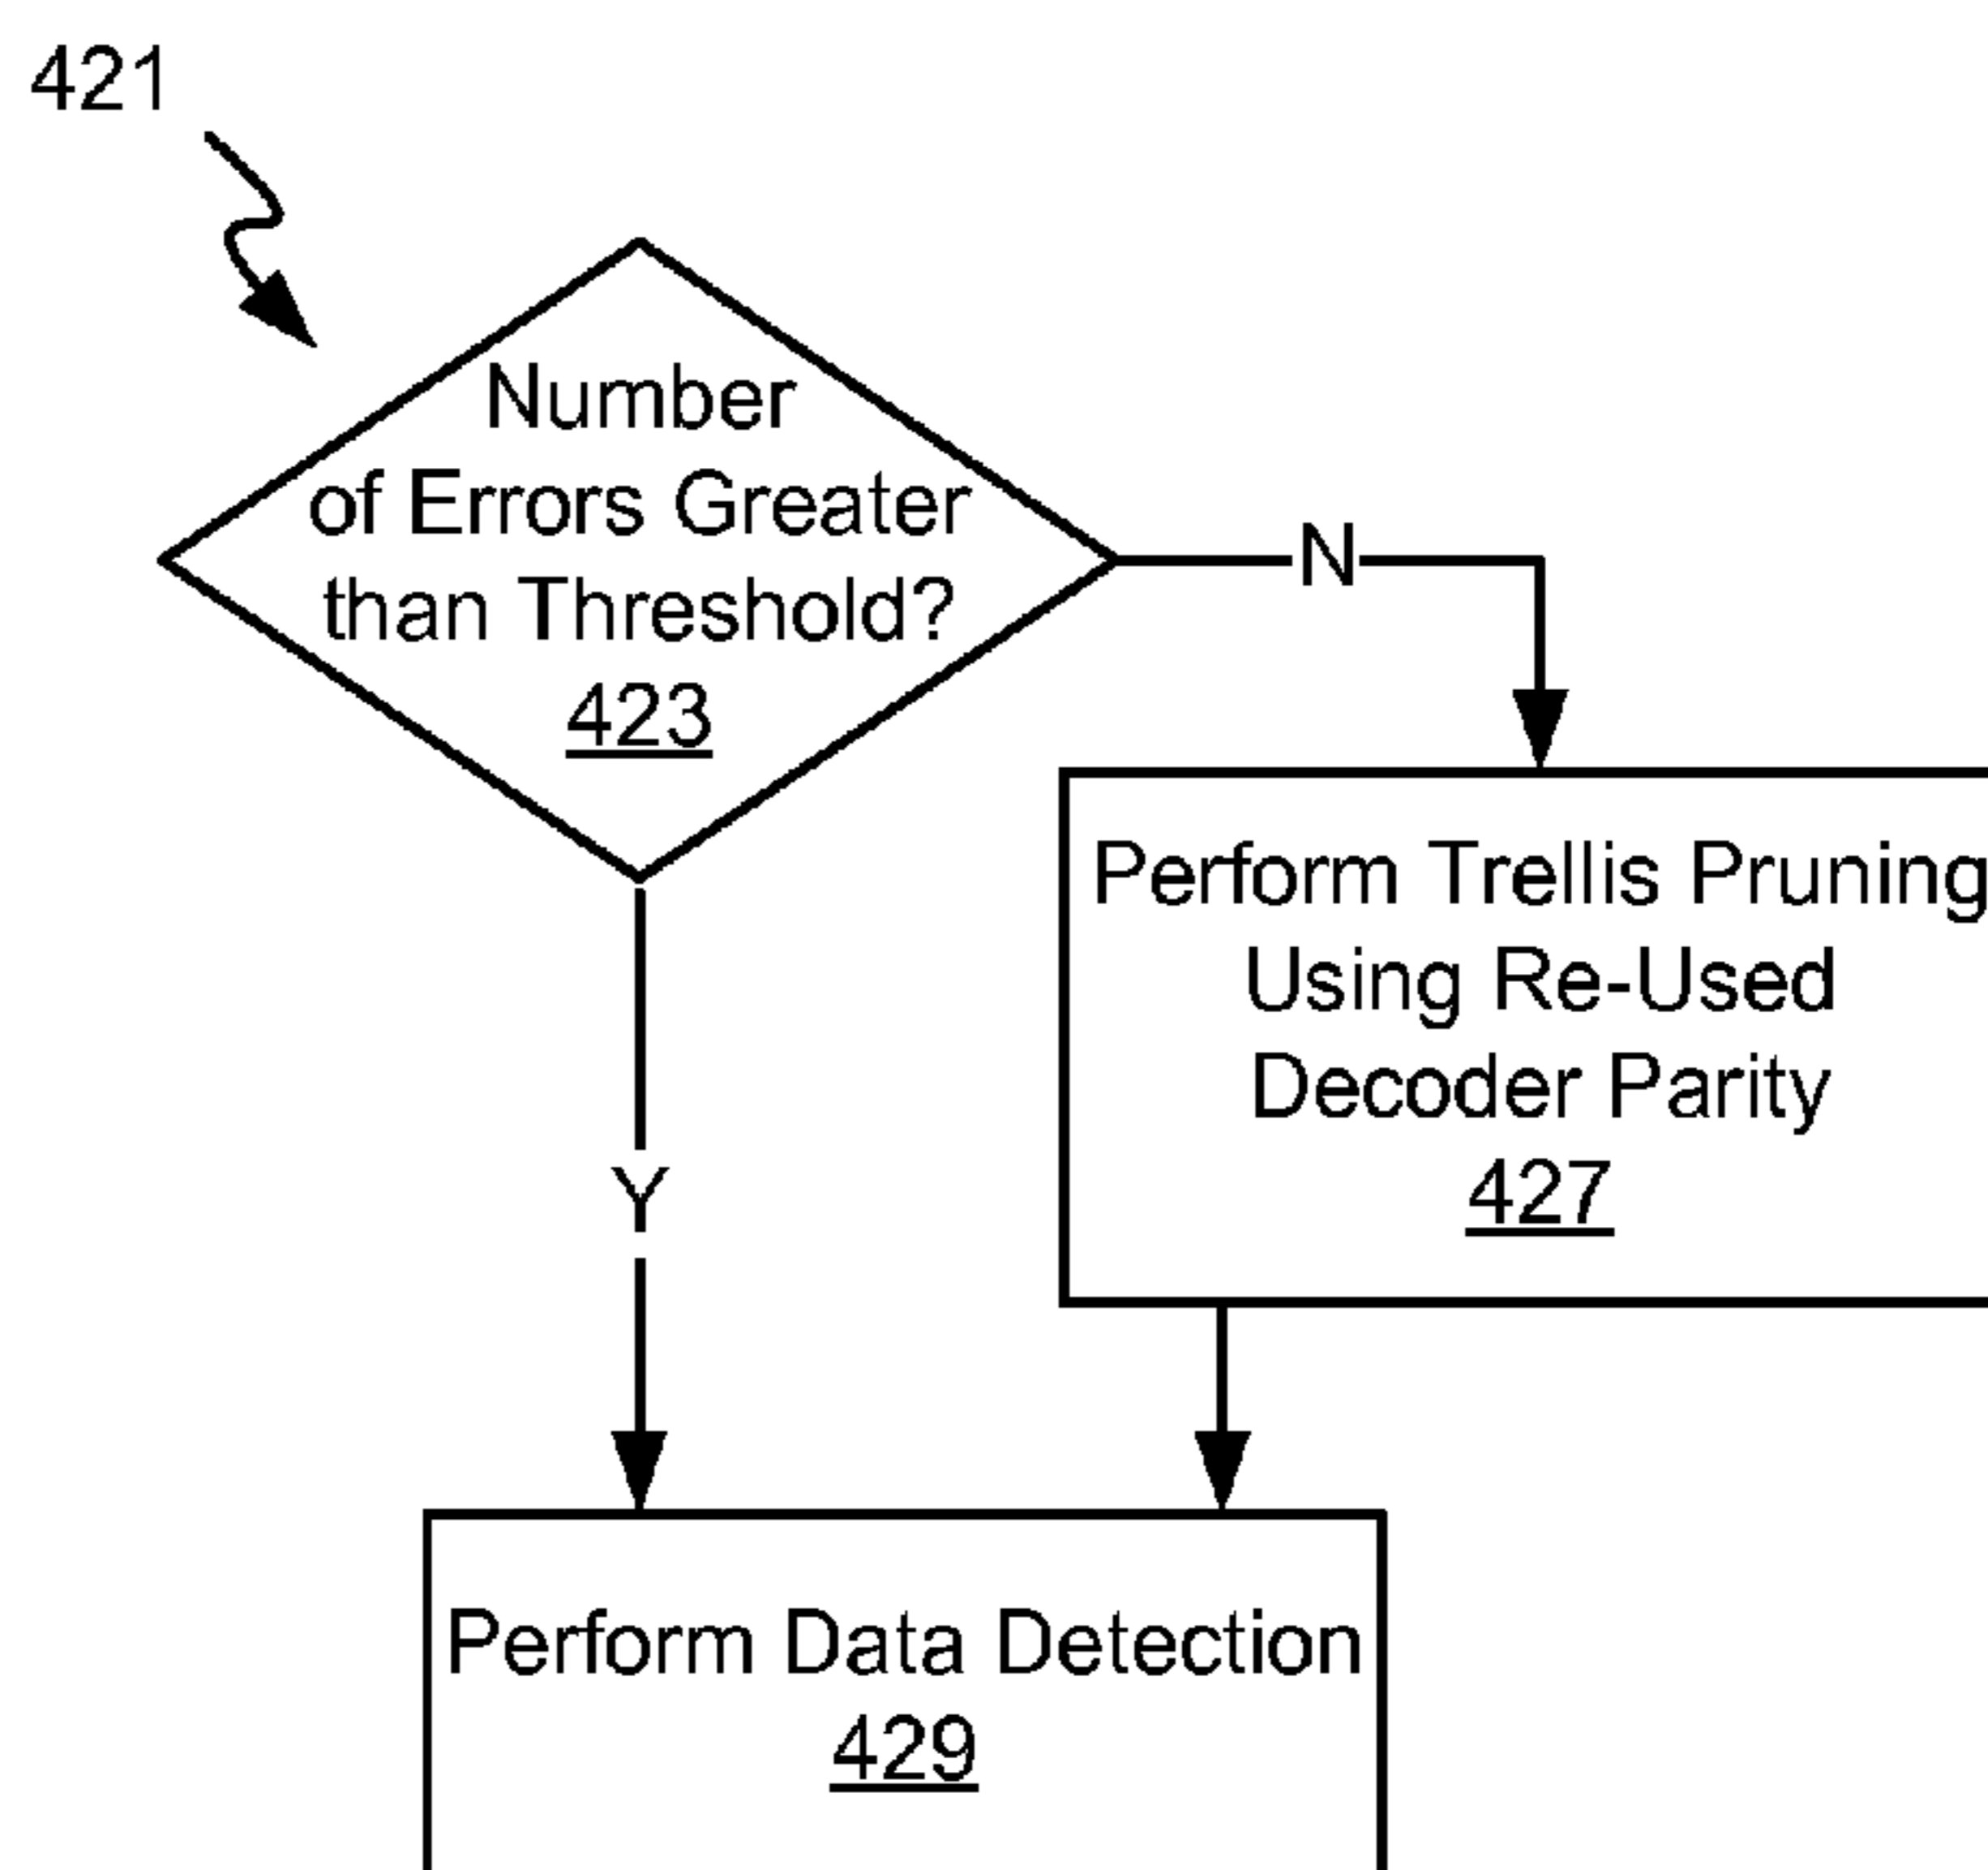 421
Number
of Errors Greater
than Threshold?
423
N
Perform Trellis Pruning
Using Re-Used
Decoder Parity
427
Y
Perform Data Detection
429